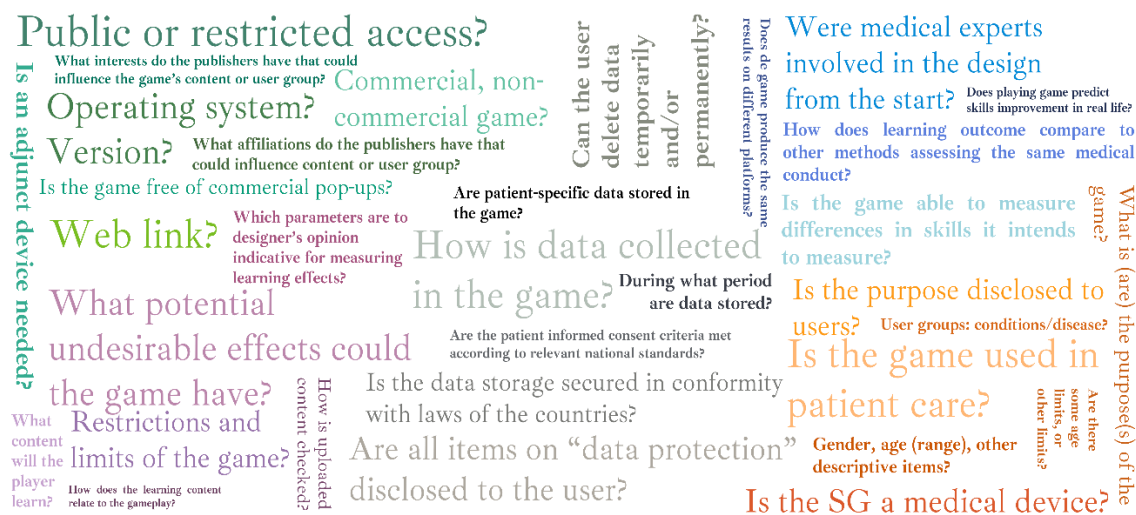 Public or restricted access?
What interests do the publishers have that could
influence the game's content or user group?
Commercial, non-
commercial game?
Operating system?
Version?
What affiliations do the publishers have that
could influence content or user group?
Is the game free of commercial pop-ups?
Is an adjunct device needed?
Web link?
Which parameters are to
designer's opinion
indicative for measuring
learning effects?
What potential
undesirable effects could
the game have?
What
content
will the
player
learn?
Restrictions and
limits of the game?
How does the learning content
relate to the gameplay?
How is uploaded
content checked?
Can the user
delete data
temporarily
and/or
permanently?
Are patient-specific data stored in
the game?
How is data collected
in the game?
During what period
are data stored?
Are the patient informed consent criteria met
according to relevant national standards?
Is the data storage secured in conformity
with laws of the countries?
Are all items on “data protection”
disclosed to the user?
Does de game produce the same
results on different platforms?
Were medical experts
involved in the design
from the start?
Does playing game predict
skills improvement in real life?
How does learning outcome compare to
other methods assessing the same medical
conduct?
Is the game able to measure
differences in skills it intends
to measure?
What is (are) the purpose(s) of the
game?
Is the purpose disclosed to
users?
User groups: conditions/disease?
Is the game used in
patient care?
Are there
some age
limits, or
other limits?
Gender, age (range), other
descriptive items?
Is the SG a medical device?